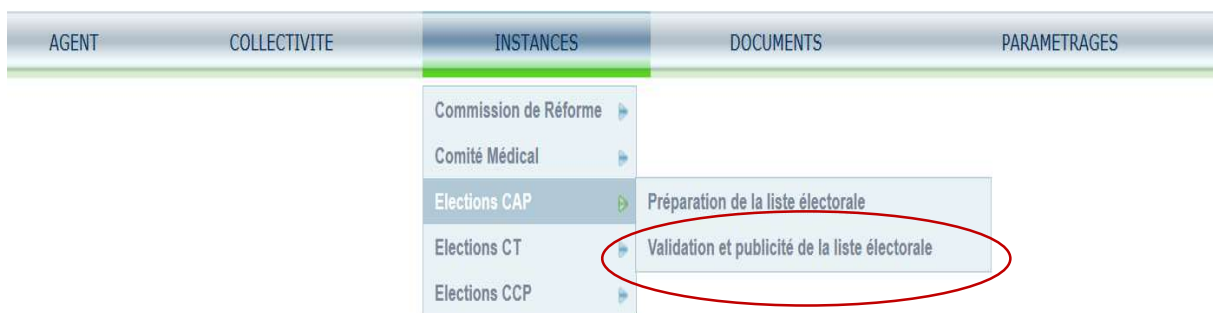 AGENT COLLECTIVITE INSTANCES DOCUMENTS PARAMETRAGES
Commission de Réforme
Comité Médical
Elections CAP Préparation de la liste électorale
Elections CT Validation et publicité de la liste électorale
Elections CCP